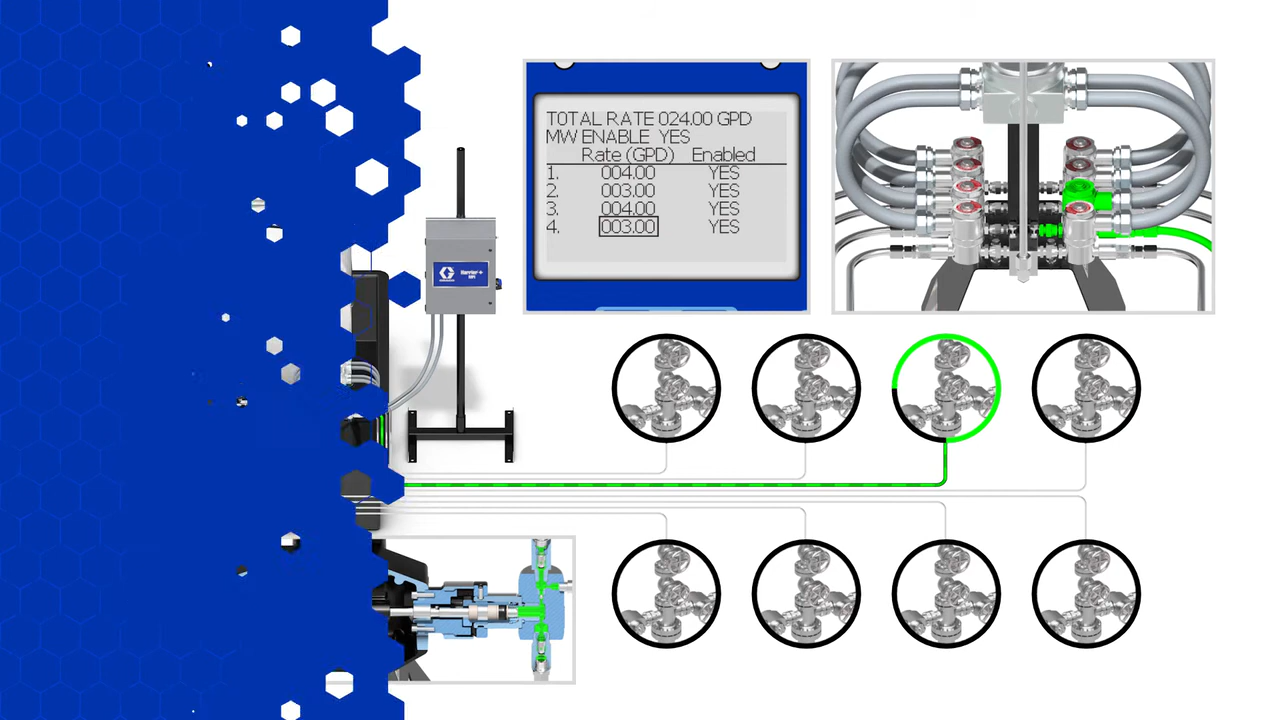 TOTAL RATE 024.00 GPD
MW ENABLE YES
Rate (GPD) Enabled
1. 004.00 YES
2. 003.00 YES
3. 004.00 YES
4. 003.00 YES
Harrier+